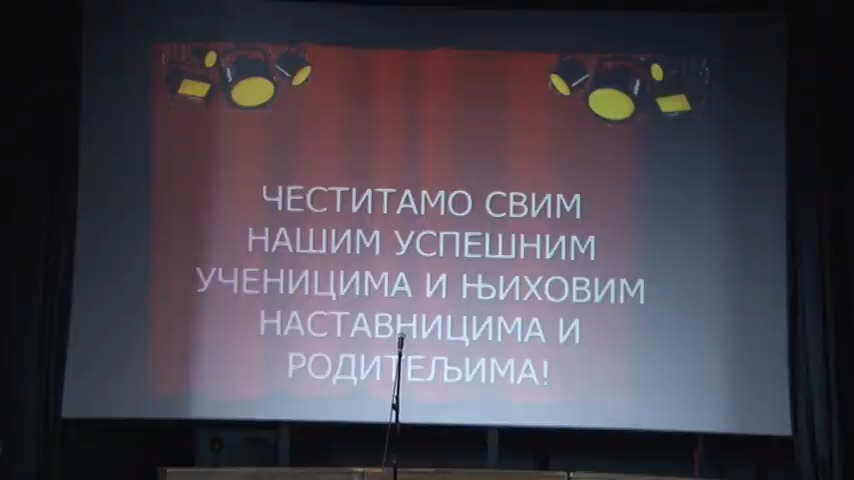 ЧЕСТИТАМО СВИМ
НАШИМ УСПЕШНИМ
УЧЕНИЦИМА И ЊИХОВИМ
НАСТАВНИЦИМА И
РОДИТЕЉИМА!